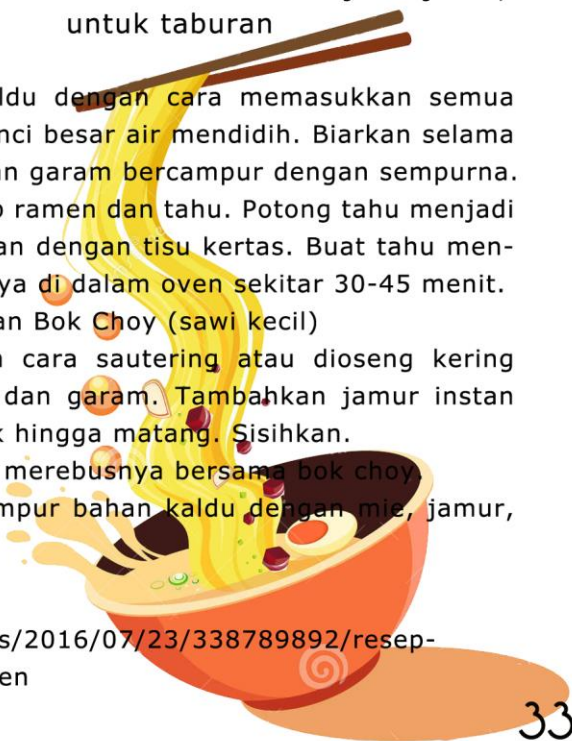 untuk taburan
ldu dengan cara memasukkan semua
nci besar air mendidih. Biarkan selama
an garam bercampur dengan sempurna.
ramen dan tahu. Potong tahu menjadi
an dengan tisu kertas. Buat tahu men-
ya di dalam oven sekitar 30-45 menit.
an Bok Choy (sawi kecil)
cara sautering atau dioseng kering
dan garam. Tambahkan jamur instan
k hingga matang. Sisihkan.
merebusnya bersama bok choy.
mpur bahan kaldu dengan mie, jamur,
s/2016/07/23/338789892/resep-
en
33